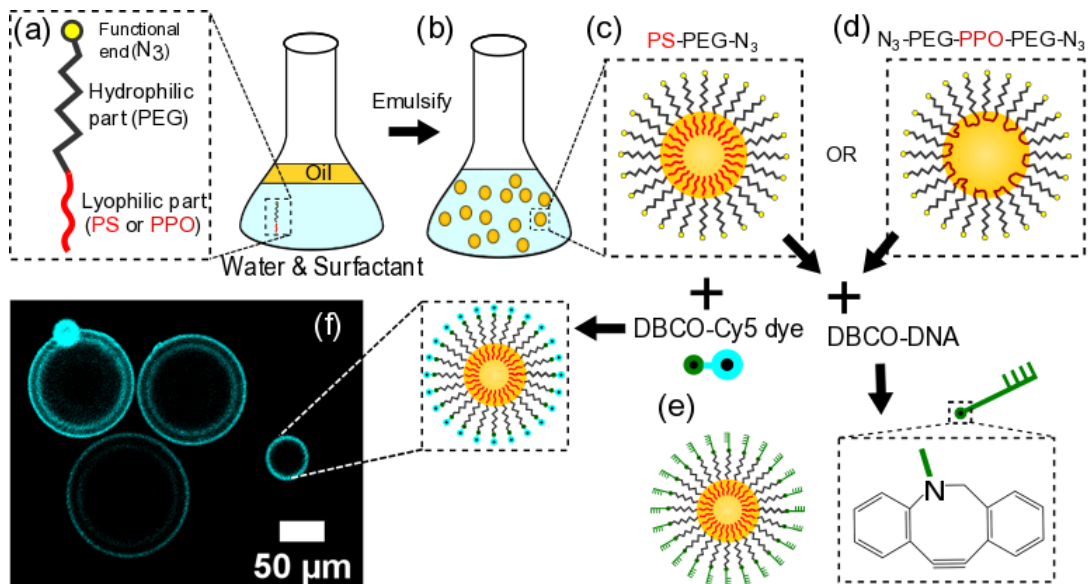 (a)
Functional
end(N₃)
Hydrophilic
part (PEG)
Lyophilic part
(PS or PPO)
Oil
Water & Surfactant
Emulsify
(b)
(c)
PS-PEG-N₃
OR
(d)
N₃-PEG-PPO-PEG-N₃
+
DBCO-Cy5 dye
+
DBCO-DNA
(e)
N
(f)
50 µm